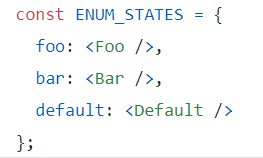 const ENUM_STATES = {
  foo: <Foo />,
  bar: <Bar />,
  default: <Default />
};